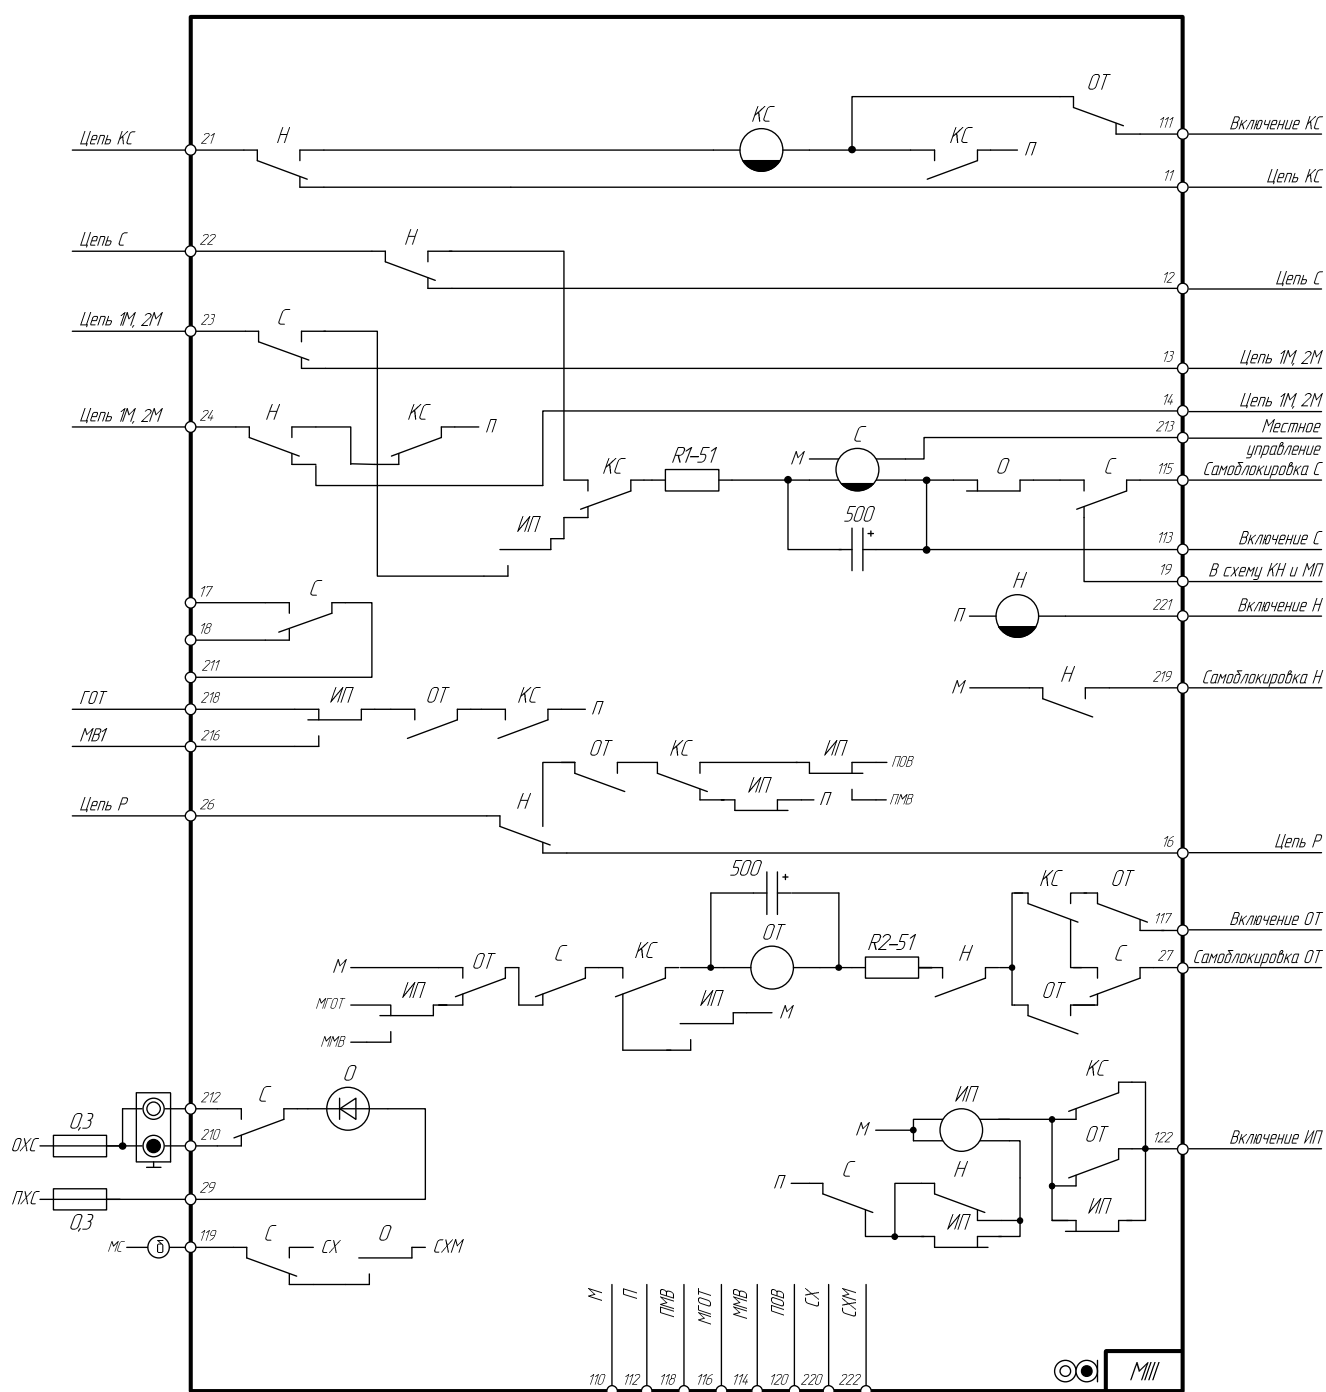 ОТ
КС
Цепь КС
21
Н
КС
П
111
Включение КС
11
Цепь КС
Цепь С
22
Н
12
Цепь С
Цепь 1М, 2М
23
С
13
Цепь 1М, 2М
Цепь 1М, 2М
24
Н
КС
П
14
Цепь 1М, 2М
213
Местное
управление
М
С
КС
R1-51
О
С
115
Самоблокировка С
ИП
500
+
113
Включение С
19
В схему КН и МП
17
С
18
211
П
Н
221
Включение Н
М
Н
219
Самоблокировка Н
ГОТ
218
ИП
ОТ
КС
П
МВ1
216
ОТ
КС
ИП
ПОВ
ИП
П
ПМВ
Цепь Р
26
Н
16
Цепь Р
500
+
КС
ОТ
117
Включение ОТ
М
ОТ
С
КС
ОТ
R2-51
Н
С
27
Самоблокировка ОТ
МГОТ
ИП
ИП
М
ОТ
ММВ
КС
О
212
С
ИП
0,3
ОХС
210
М
ОТ
122
Включение ИП
П
С
Н
ИП
ИП
ПХС
29
0,3
МС
δ
119
С
СХ
О
СХМ
М
П
ПМВ
МГОТ
ММВ
ПОВ
СХ
СХМ
110
112
118
116
114
120
220
222
МIII